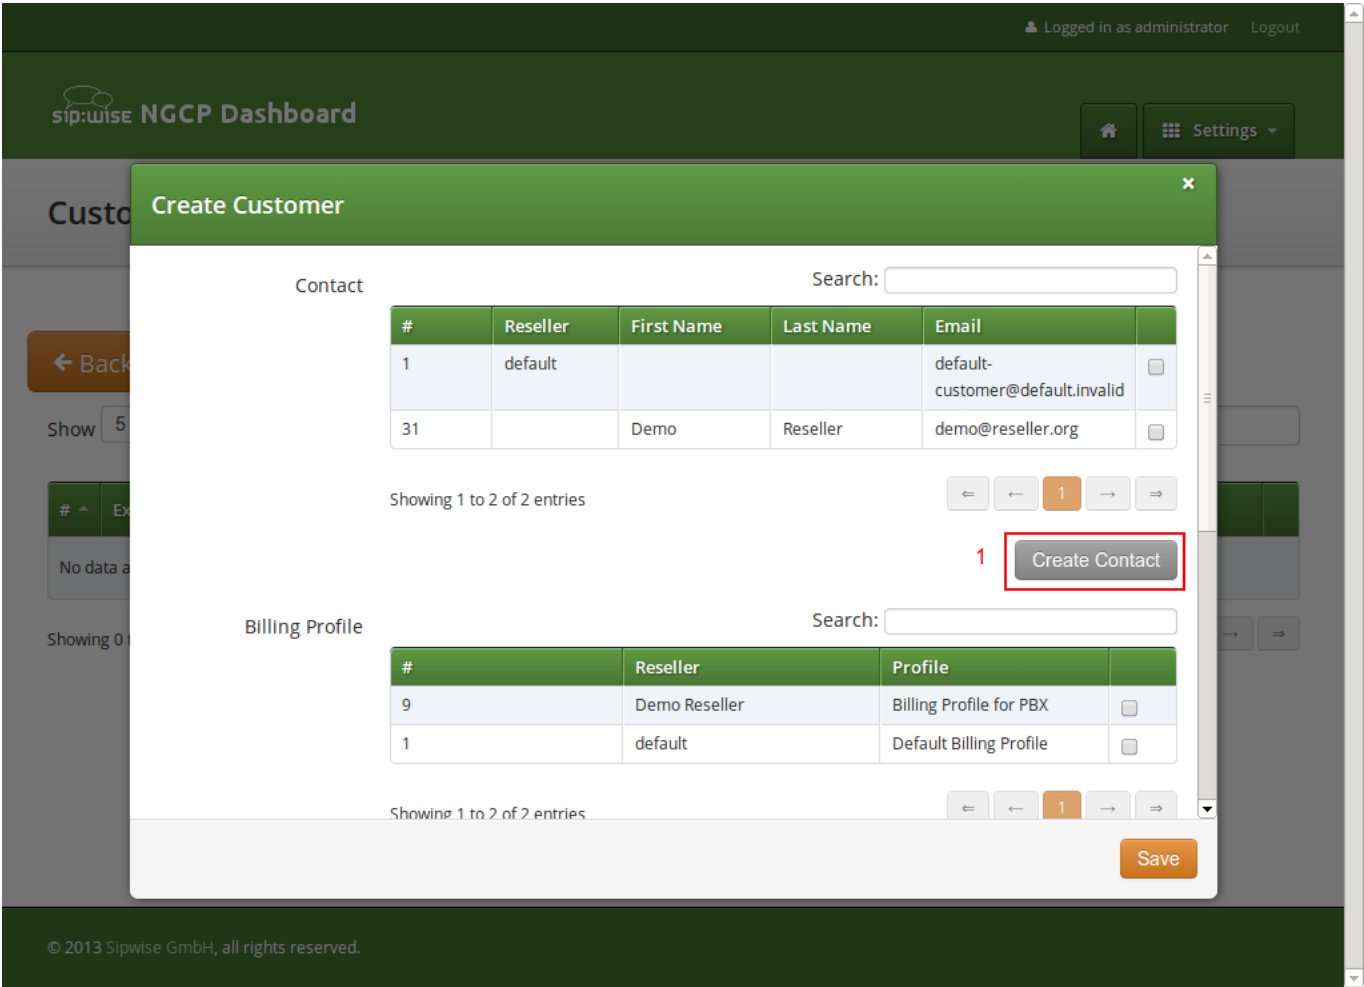 Logged in as administrator Logout
sip:wise NGCP Dashboard
Settings
Custo
Create Customer
×
Contact
Search:
# Reseller First Name Last Name Email
1 default default-
customer@default.invalid
31 Demo Reseller demo@reseller.org
Showing 1 to 2 of 2 entries
⇐ ← 1 → ⇒
1 Create Contact
Billing Profile
Search:
# Reseller Profile
9 Demo Reseller Billing Profile for PBX
1 default Default Billing Profile
Showing 1 to 2 of 2 entries
⇐ ← 1 → ⇒
Save
← Back
Show 5
# Ex
No data a
Showing 0 t
→ ⇒
© 2013 Sipwise GmbH, all rights reserved.